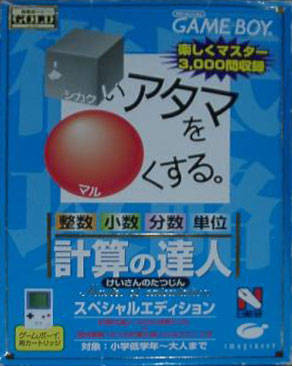 GOLD
Nintendo
GAME BOY
楽しくマスター
3,000問収録
シカク
いアタマ
を
マル
くする。
整数 小数 分数 単位
計算の達人
けいさんのたつじん
スペシャルエディション
ゲームボーイ
用カートリッジ
対象：小学低学年～大人まで
imagineer